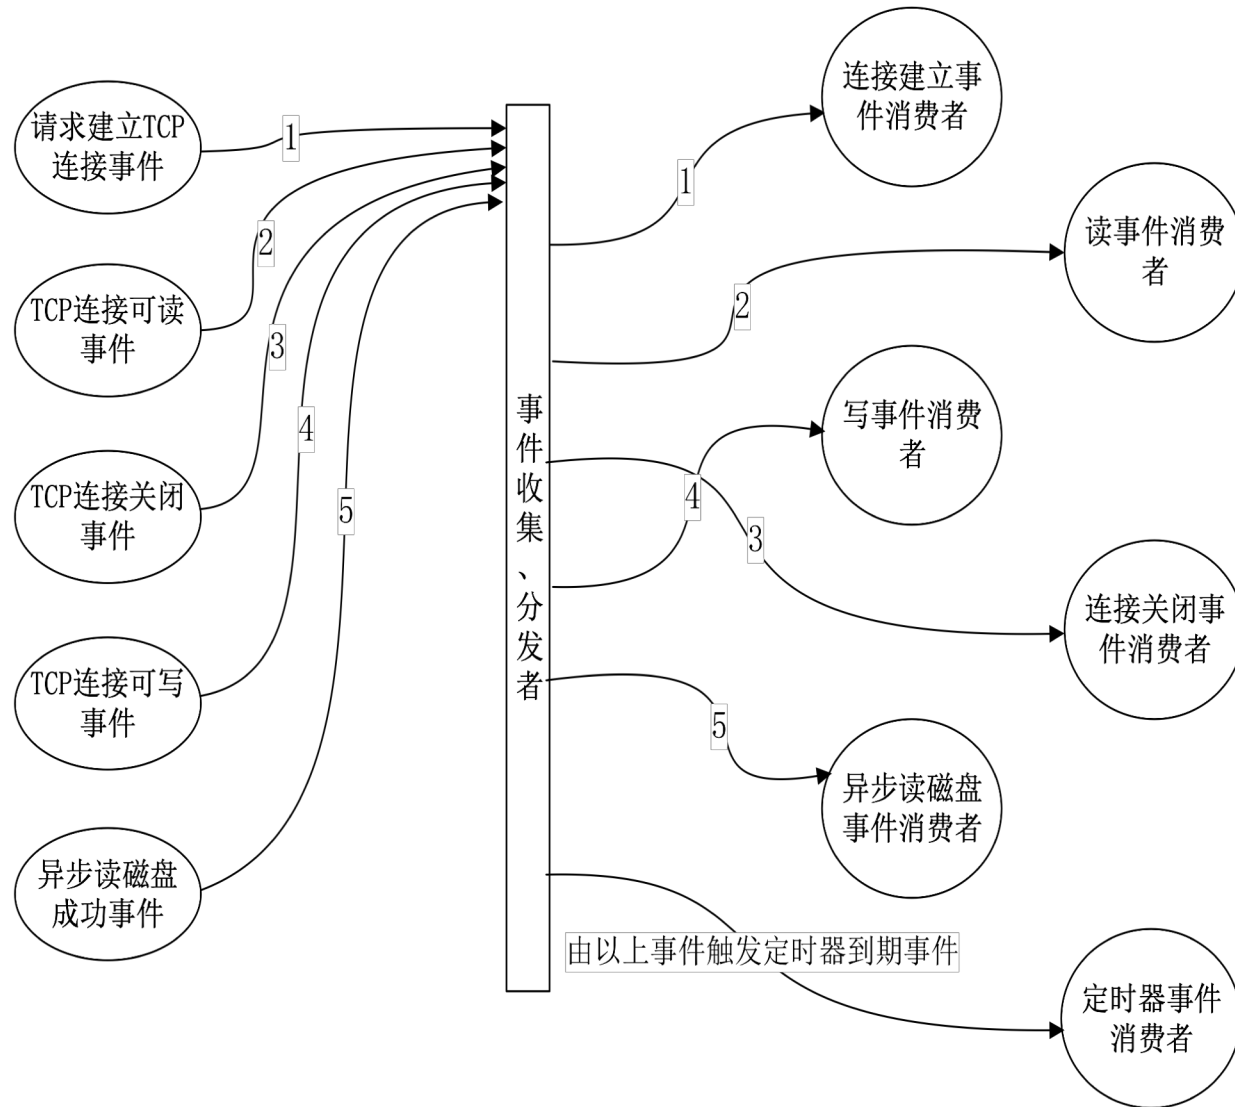 请求建立TCP
连接事件
1
2
TCP连接可读
事件
3
4
TCP连接关闭
事件
5
TCP连接可写
事件
异步读磁盘
成功事件
事
件
收
集
、
分
发
者
连接建立事
件消费者
1
读事件消费
者
2
写事件消费
者
4
3
连接关闭事
件消费者
5
异步读磁盘
事件消费者
由以上事件触发定时器到期事件
定时器事件
消费者